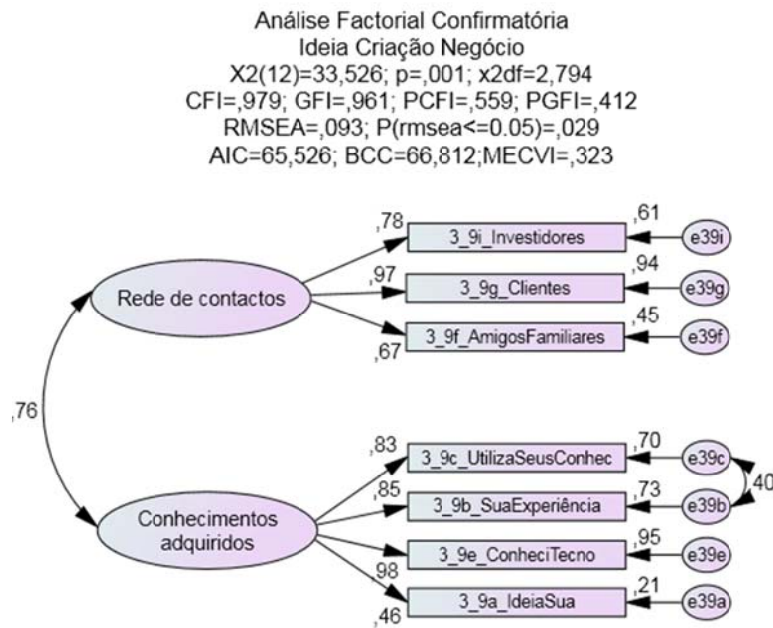 Análise Factorial Confirmatória
Ideia Criação Negócio
X2(12)=33,526; p=,001; x2df=2,794
CFI=,979; GFI=,961; PCFI=,559; PGFI=,412
RMSEA=,093; P(rmsea<=0.05)=,029
AIC=65,526; BCC=66,812;MECVI=,323
,78
3_9i_Investidores
,61
e39i
Rede de contactos
,97
3_9g_Clientes
,94
e39g
,67
3_9f_AmigosFamiliares
,45
e39f
,76
,83
3_9c_UtilizaSeusConhec
,70
e39c
40
,85
3_9b_SuaExperiência
,73
e39b
Conhecimentos
adquiridos
,98
3_9e_ConheciTecno
,95
e39e
,46
3_9a_IdeiaSua
,21
e39a